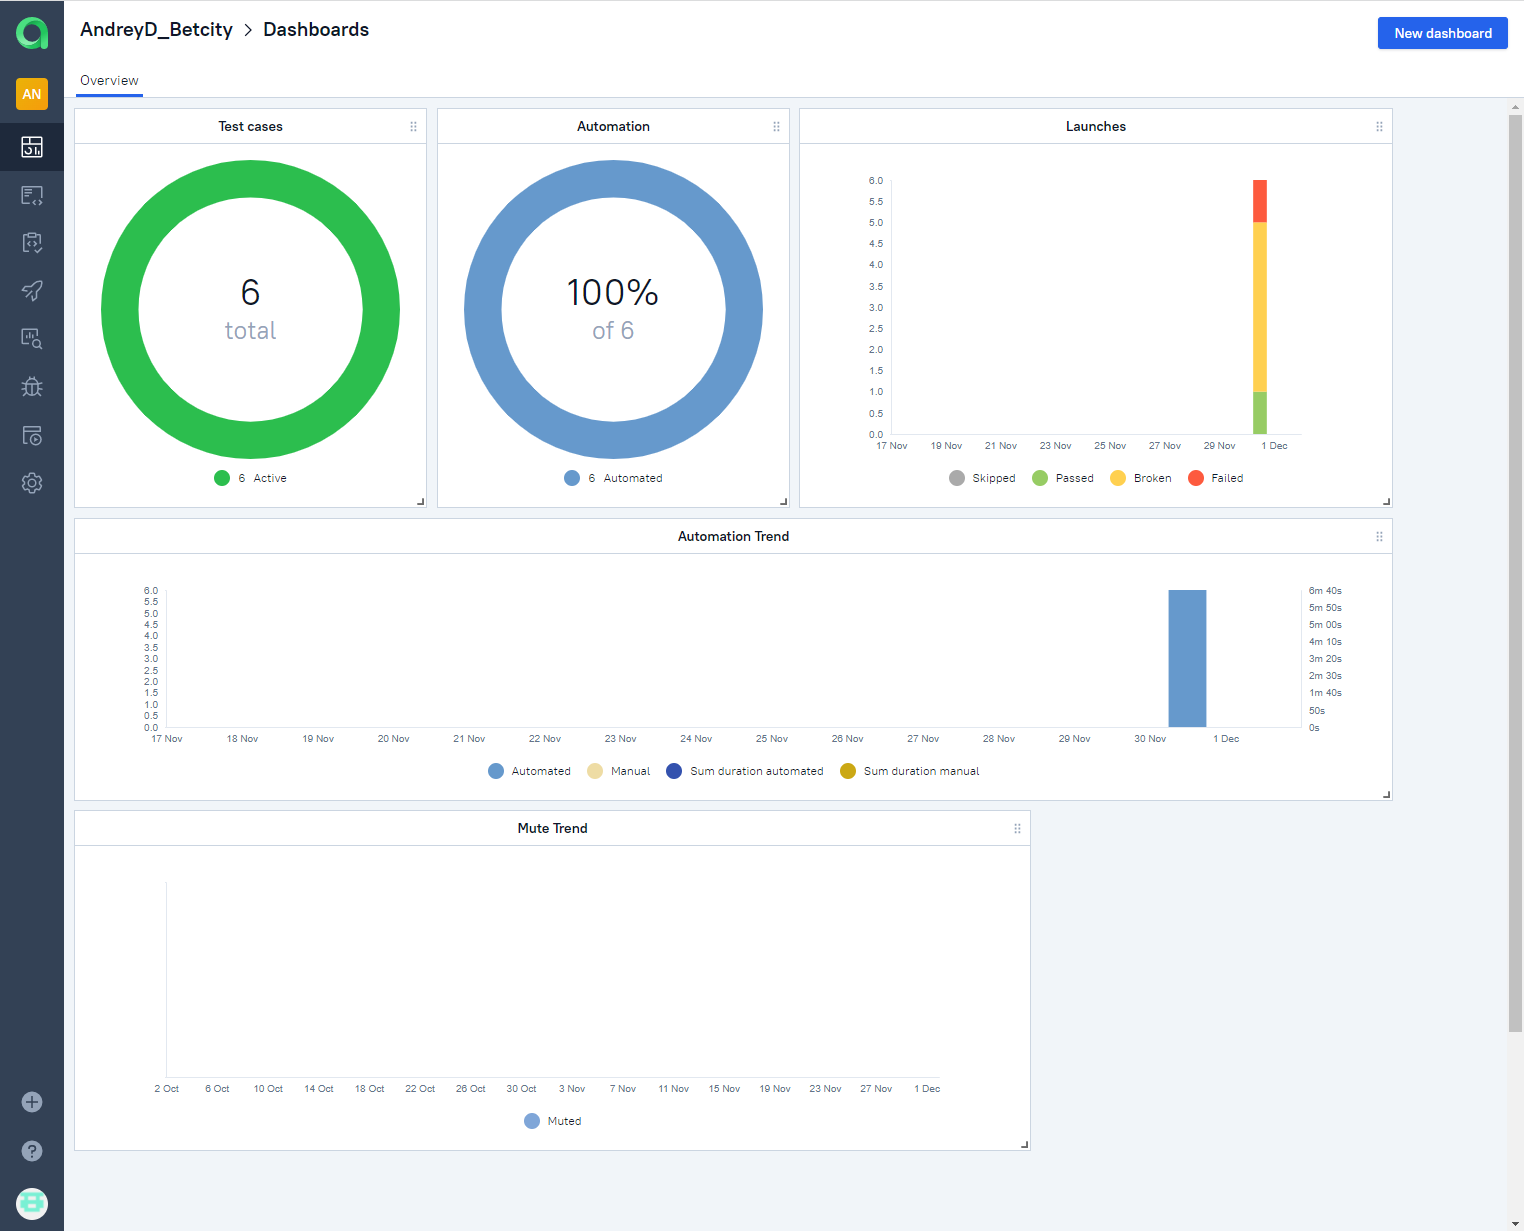 AndreyD_Betcity > Dashboards
New dashboard
Overview
AN
Test cases
6
total
6 Active
Automation
100%
of 6
6 Automated
Launches
6.0
5.5
5.0
4.5
4.0
3.5
3.0
2.5
2.0
1.5
1.0
0.5
0.0
17 Nov 19 Nov 21 Nov 23 Nov 25 Nov 27 Nov 29 Nov 1 Dec
Skipped Passed Broken Failed
Automation Trend
6.0
5.5
5.0
4.5
4.0
3.5
3.0
2.5
2.0
1.5
1.0
0.5
0.0
6m 40s
5m 50s
5m 00s
4m 10s
3m 20s
2m 30s
1m 40s
50s
0s
17 Nov 18 Nov 19 Nov 20 Nov 21 Nov 22 Nov 23 Nov 24 Nov 25 Nov 26 Nov 27 Nov 28 Nov 29 Nov 30 Nov 1 Dec
Automated Manual Sum duration automated Sum duration manual
Mute Trend
2 Oct 6 Oct 10 Oct 14 Oct 18 Oct 22 Oct 26 Oct 30 Oct 3 Nov 7 Nov 11 Nov 15 Nov 19 Nov 23 Nov 27 Nov 1 Dec
Muted